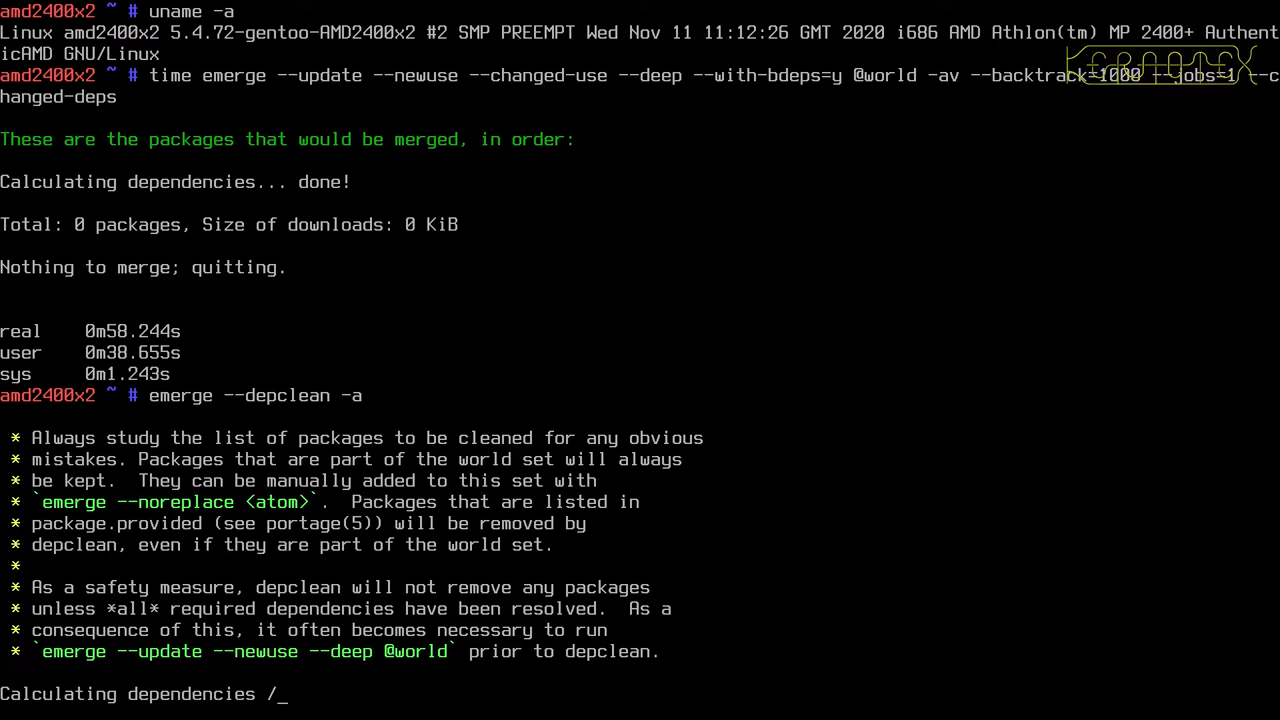 amd2400x2 ~ # uname -a
Linux amd2400x2 5.4.72-gentoo-AMD2400x2 #2 SMP PREEMPT Wed Nov 11 11:12:26 GMT 2020 i686 AMD Athlon(tm) MP 2400+ Authent
icAMD GNU/Linux
KERNOTEX
amd2400x2 ~ # time emerge --update --newuse --changed-use --deep --with-bdeps=y @world -av --backtrack=1000 --jobs=1 --c
hanged-deps
These are the packages that would be merged, in order:
Calculating dependencies... done!
Total: 0 packages, Size of downloads: 0 KiB
Nothing to merge; quitting.
real 0m58.244s
user 0m38.655s
sys 0m1.243s
amd2400x2 ~ # emerge --depclean -a
* Always study the list of packages to be cleaned for any obvious
* mistakes. Packages that are part of the world set will always
* be kept.  They can be manually added to this set with
* `emerge --noreplace <atom>`.  Packages that are listed in
* package.provided (see portage(5)) will be removed by
* depclean, even if they are part of the world set.
*
* As a safety measure, depclean will not remove any packages
* unless *all* required dependencies have been resolved.  As a
* consequence of this, it often becomes necessary to run
* `emerge --update --newuse --deep @world` prior to depclean.
Calculating dependencies /_